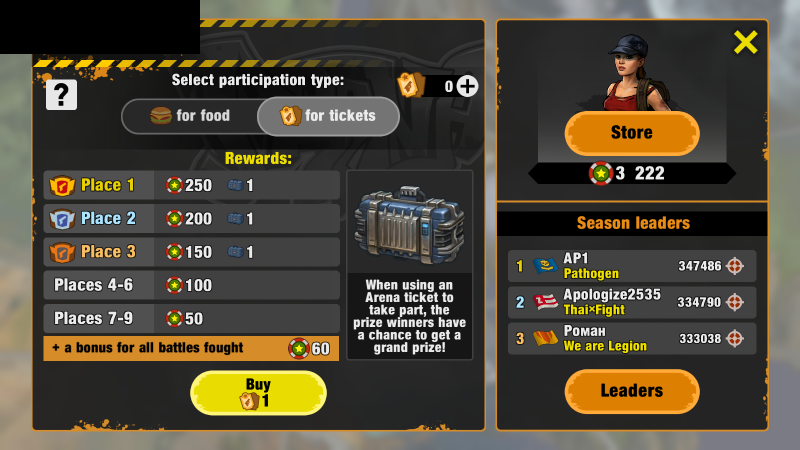 Select participation type:
0
?
for food
for tickets
Rewards:
Place 1 250 1
Place 2 200 1
Place 3 150 1
Places 4-6 100
Places 7-9 50
+ a bonus for all battles fought 60
When using an
Arena ticket to
take part, the
prize winners have
a chance to get a
grand prize!
Buy
1
Store
3 222
Season leaders
1 AP1 347486
Pathogen
2 Apologize2535 334790
Thai×Fight
3 Роман 333038
We are Legion
Leaders